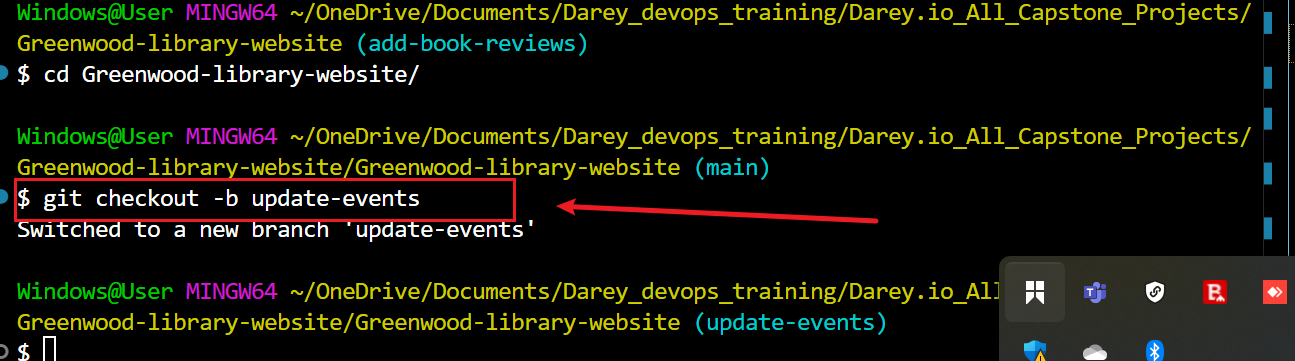 Windows@User MINGW64 ~/OneDrive/Documents/Darey_devops_training/Darey.io_All_Capstone_Projects/
Greenwood-library-website (add-book-reviews)
$ cd Greenwood-library-website/
Windows@User MINGW64 ~/OneDrive/Documents/Darey_devops_training/Darey.io_All_Capstone_Projects/
Greenwood-library-website/Greenwood-library-website (main)
$ git checkout -b update-events
Switched to a new branch 'update-events'
Windows@User MINGW64 ~/OneDrive/Documents/Darey_devops_training/Darey.io_All
Greenwood-library-website/Greenwood-library-website (update-events)
$